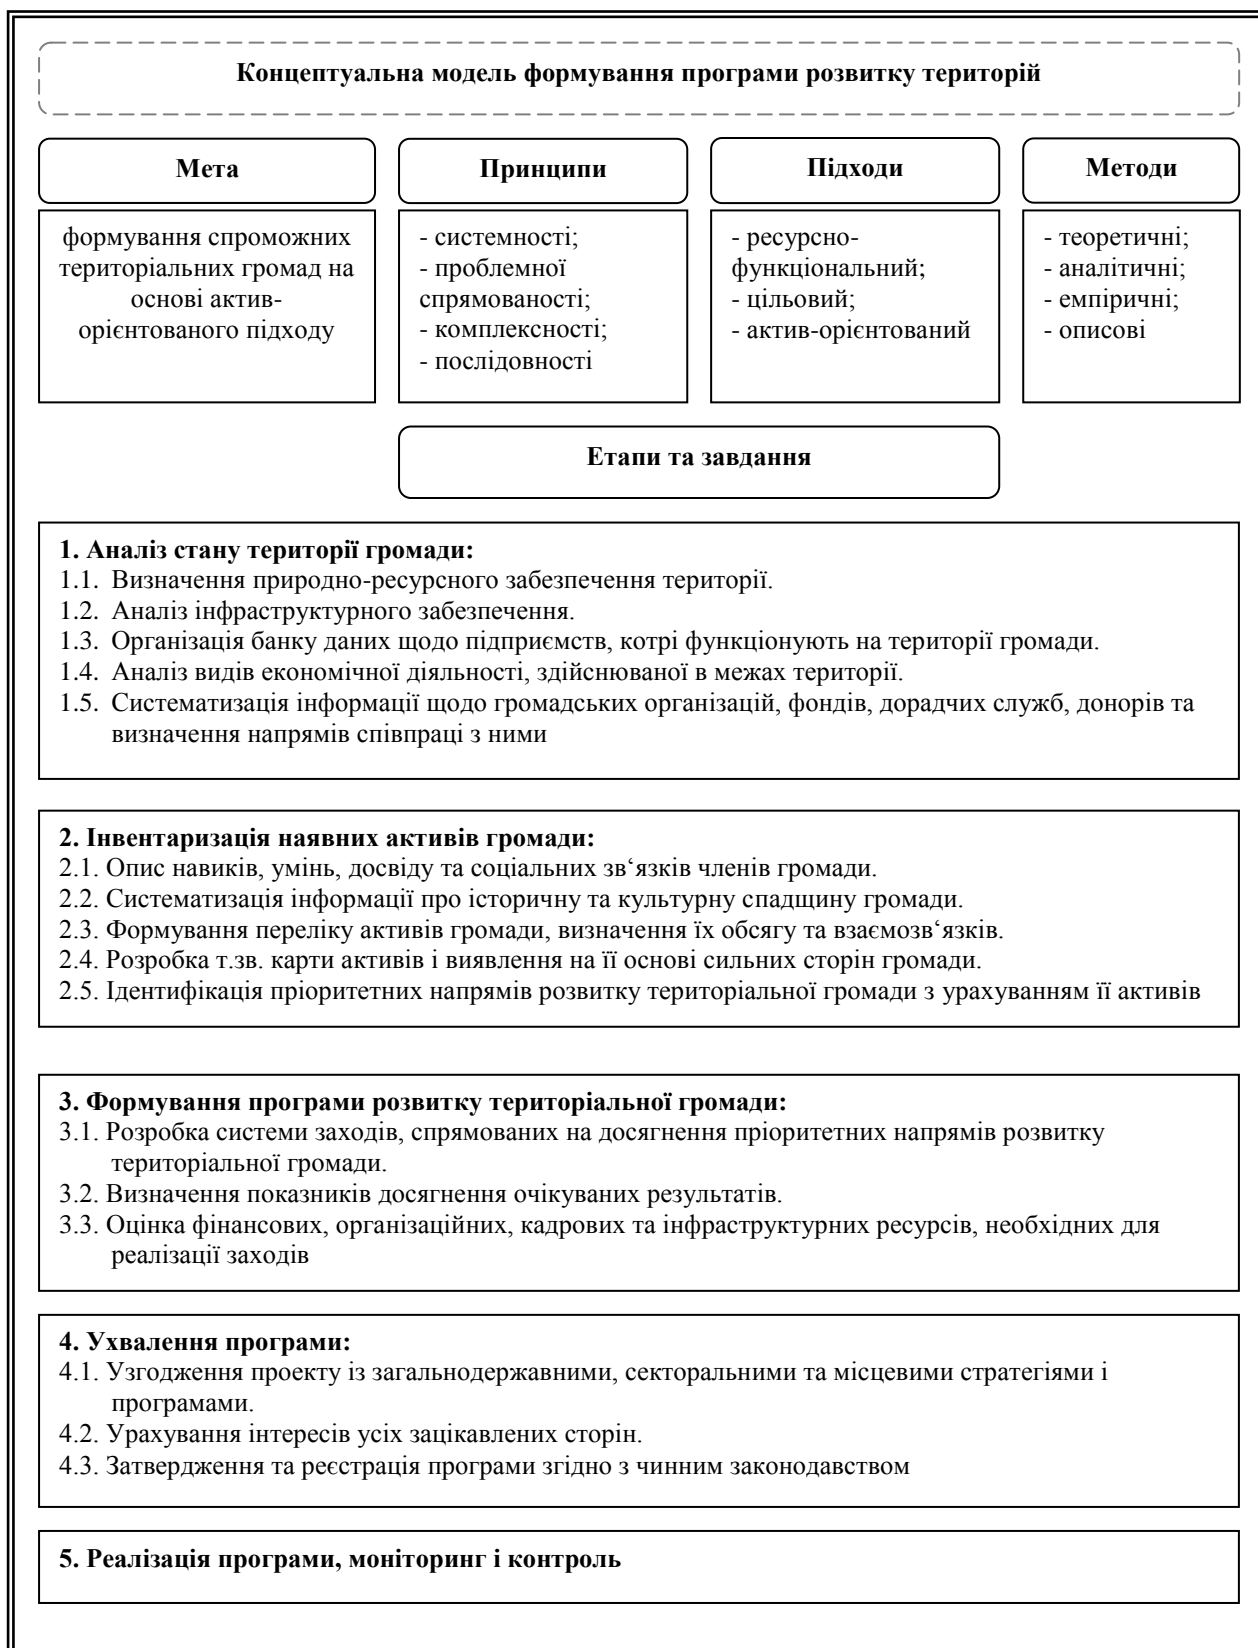 Концептуальна модель формування програми розвитку територій
Мета
формування спроможних
територіальних громад на
основі актив-
орієнтованого підходу
Принципи
- системності;
- проблемної
спрямованості;
- комплексності;
- послідовності
Підходи
- ресурсно-
функціональний;
- цільовий;
- актив-орієнтований
Методи
- теоретичні;
- аналітичні;
- емпіричні;
- описові
Етапи та завдання
1. Аналіз стану території громади:
1.1. Визначення природно-ресурсного забезпечення території.
1.2. Аналіз інфраструктурного забезпечення.
1.3. Організація банку даних щодо підприємств, котрі функціонують на території громади.
1.4. Аналіз видів економічної діяльності, здійснюваної в межах території.
1.5. Систематизація інформації щодо громадських організацій, фондів, дорадчих служб, донорів та
визначення напрямів співпраці з ними
2. Інвентаризація наявних активів громади:
2.1. Опис навиків, умінь, досвіду та соціальних зв‘язків членів громади.
2.2. Систематизація інформації про історичну та культурну спадщину громади.
2.3. Формування переліку активів громади, визначення їх обсягу та взаємозв‘язків.
2.4. Розробка т.зв. карти активів і виявлення на її основі сильних сторін громади.
2.5. Ідентифікація пріоритетних напрямів розвитку територіальної громади з урахуванням її активів
3. Формування програми розвитку територіальної громади:
3.1. Розробка системи заходів, спрямованих на досягнення пріоритетних напрямів розвитку
територіальної громади.
3.2. Визначення показників досягнення очікуваних результатів.
3.3. Оцінка фінансових, організаційних, кадрових та інфраструктурних ресурсів, необхідних для
реалізації заходів
4. Ухвалення програми:
4.1. Узгодження проекту із загальнодержавними, секторальними та місцевими стратегіями і
програмами.
4.2. Урахування інтересів усіх зацікавлених сторін.
4.3. Затвердження та реєстрація програми згідно з чинним законодавством
5. Реалізація програми, моніторинг і контроль